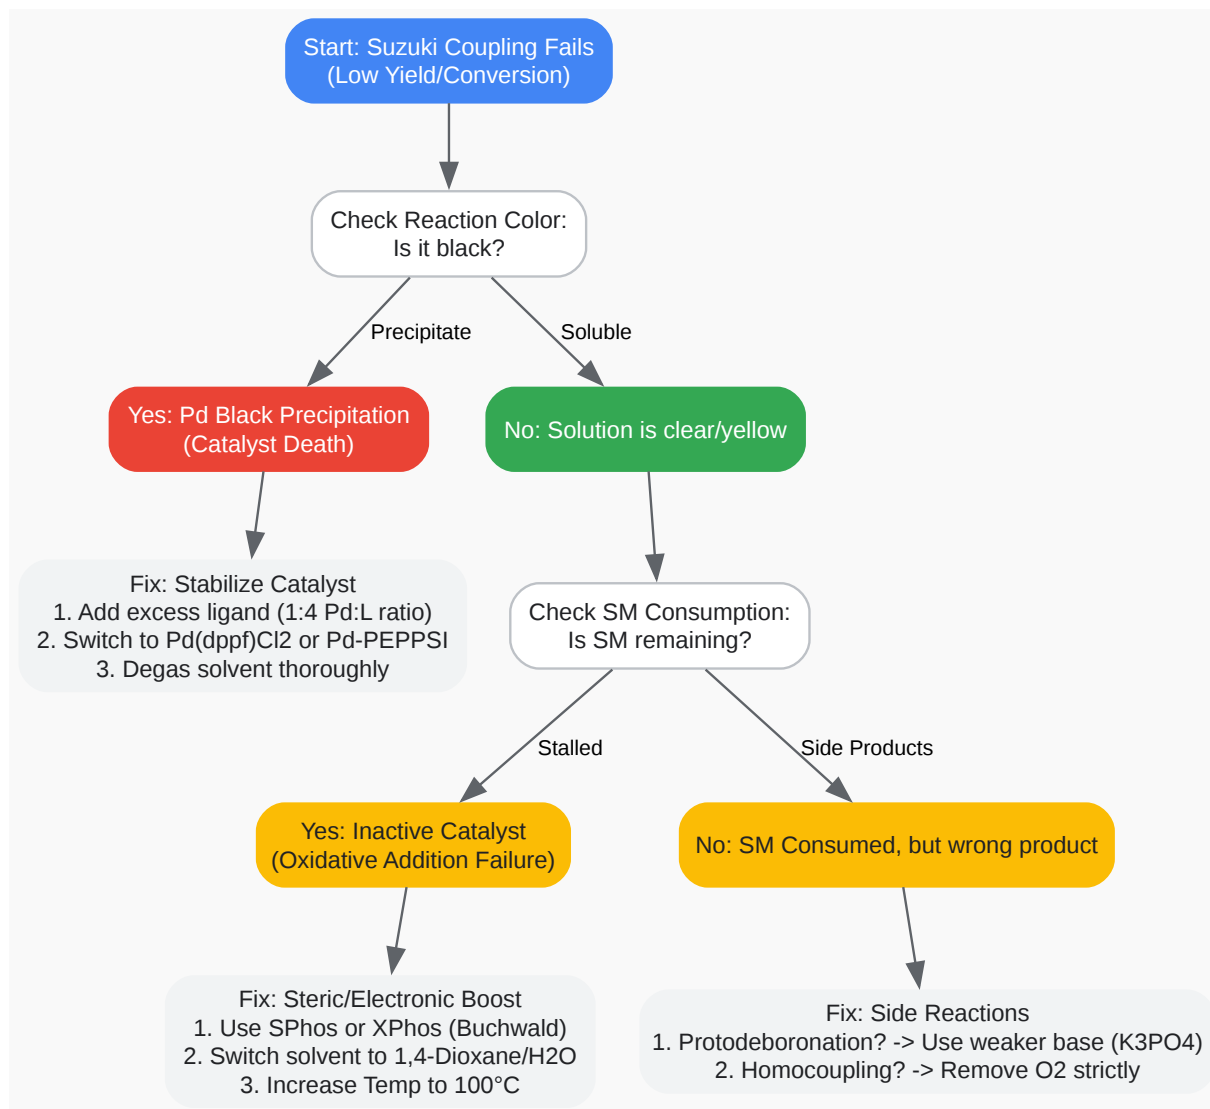 Start: Suzuki Coupling Fails
(Low Yield/Conversion)
Check Reaction Color:
Is it black?
Precipitate
Soluble
Yes: Pd Black Precipitation
(Catalyst Death)
No: Solution is clear/yellow
Fix: Stabilize Catalyst
1. Add excess ligand (1:4 Pd:L ratio)
2. Switch to Pd(dppf)Cl2 or Pd-PEPPSI
3. Degas solvent thoroughly
Check SM Consumption:
Is SM remaining?
Stalled
Side Products
Yes: Inactive Catalyst
(Oxidative Addition Failure)
No: SM Consumed, but wrong product
Fix: Steric/Electronic Boost
1. Use SPhos or XPhos (Buchwald)
2. Switch solvent to 1,4-Dioxane/H2O
3. Increase Temp to 100°C
Fix: Side Reactions
1. Protodeboronation? -> Use weaker base (K3PO4)
2. Homocoupling? -> Remove O2 strictly